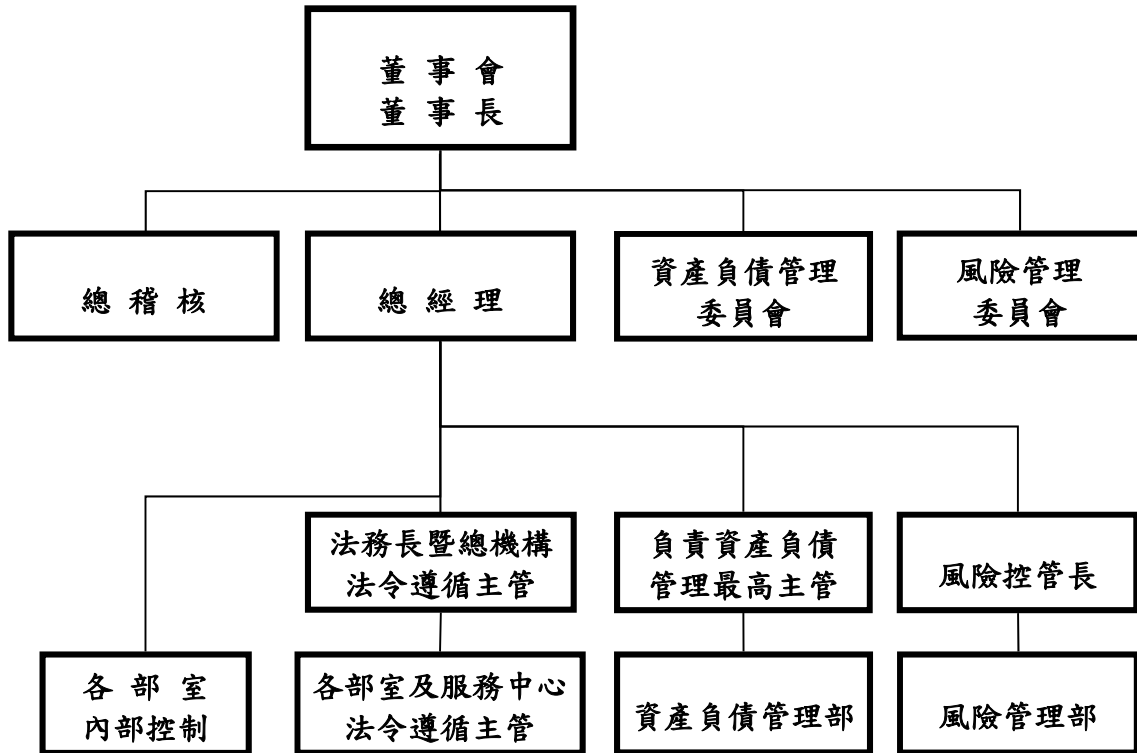 董事會
董事長
總稽核
總經理
資產負債管理
委員會
風險管理
委員會
法務長暨總機構
法令遵循主管
負責資產負債
管理最高主管
風險控管長
各部室
內部控制
各部室及服務中心
法令遵循主管
資產負債管理部
風險管理部